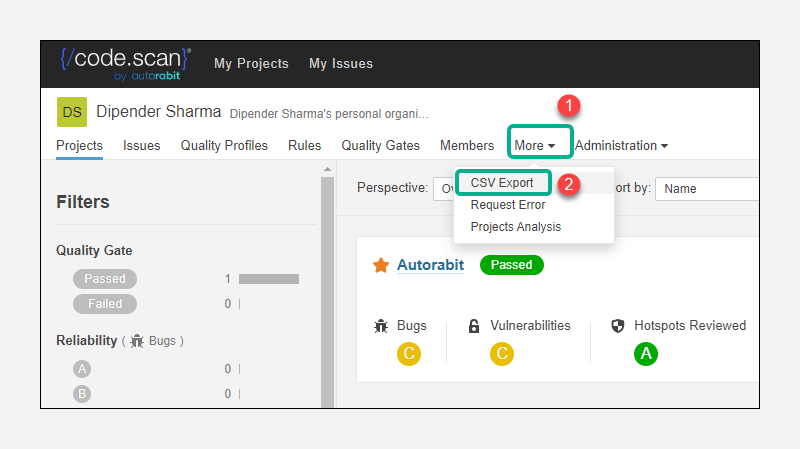 {/code.scan}®
by autorabit
My Projects My Issues
DS Dipender Sharma Dipender Sharma's personal organi...
1
Projects Issues Quality Profiles Rules Quality Gates Members More Administration
CSV Export
2
Request Error
Projects Analysis
Perspective: ort by: Name
Filters
Quality Gate
Passed 1
Failed 0
Reliability ( Bugs )
A 0
B 0
Autorabit Passed
Bugs Vulnerabilities Hotspots Reviewed
C C A